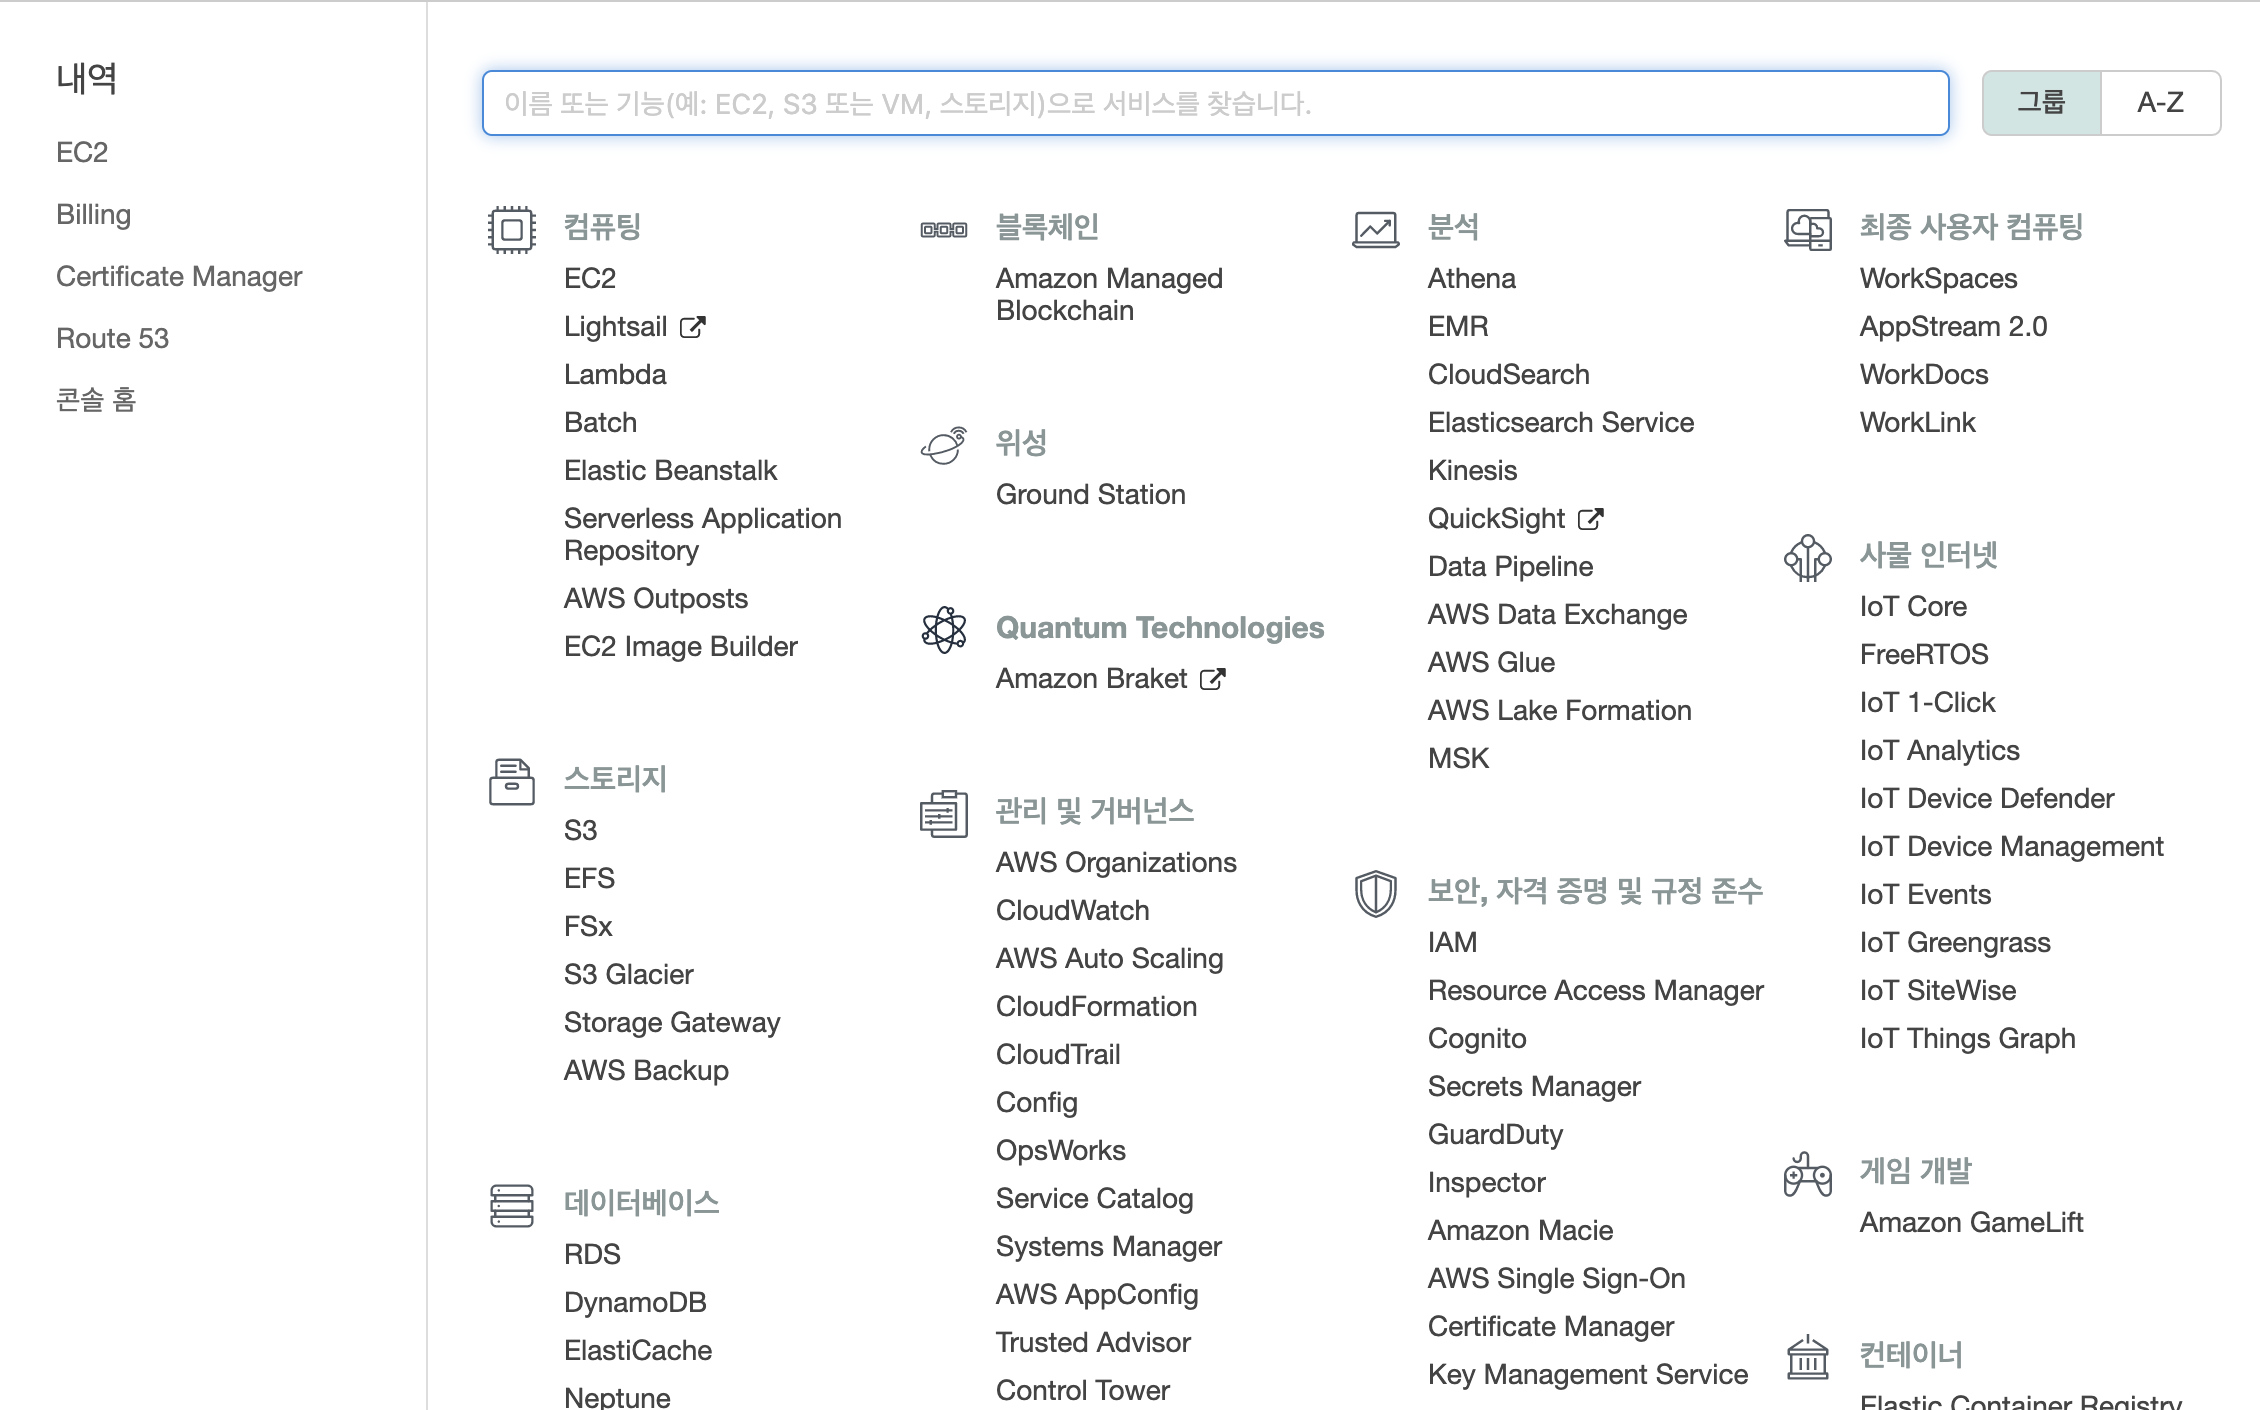 내역
EC2
Billing
Certificate Manager
Route 53
콘솔 홈
이름 또는 기능(예: EC2, S3 또는 VM, 스토리지)으로 서비스를 찾습니다.
그룹
A-Z
컴퓨팅
EC2
Lightsail
Lambda
Batch
Elastic Beanstalk
Serverless Application
Repository
AWS Outposts
EC2 Image Builder
스토리지
S3
EFS
FSx
S3 Glacier
Storage Gateway
AWS Backup
데이터베이스
RDS
DynamoDB
ElastiCache
Neptune
블록체인
Amazon Managed
Blockchain
위성
Ground Station
Quantum Technologies
Amazon Braket
관리 및 거버넌스
AWS Organizations
CloudWatch
AWS Auto Scaling
CloudFormation
CloudTrail
Config
OpsWorks
Service Catalog
Systems Manager
AWS AppConfig
Trusted Advisor
Control Tower
분석
Athena
EMR
CloudSearch
Elasticsearch Service
Kinesis
QuickSight
Data Pipeline
AWS Data Exchange
AWS Glue
AWS Lake Formation
MSK
보안, 자격 증명 및 규정 준수
IAM
Resource Access Manager
Cognito
Secrets Manager
GuardDuty
Inspector
Amazon Macie
AWS Single Sign-On
Certificate Manager
Key Management Service
최종 사용자 컴퓨팅
WorkSpaces
AppStream 2.0
WorkDocs
WorkLink
사물 인터넷
IoT Core
FreeRTOS
IoT 1-Click
IoT Analytics
IoT Device Defender
IoT Device Management
IoT Events
IoT Greengrass
IoT SiteWise
IoT Things Graph
게임 개발
Amazon GameLift
컨테이너
Elastic Container Registry